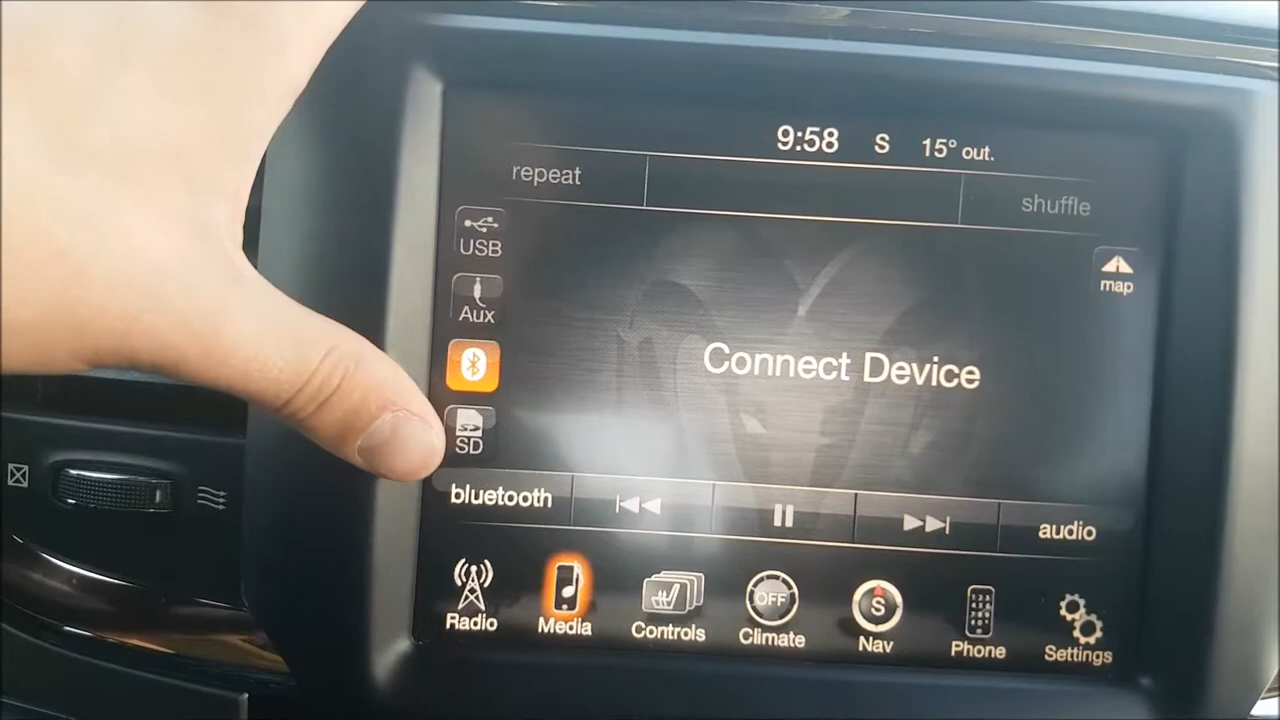 9:58 S 15° out.
repeat
shuffle
USB
map
Aux
Connect Device
SD
bluetooth
audio
OFF
S
Radio
Media
Controls
Climate
Nav
Phone
Settings